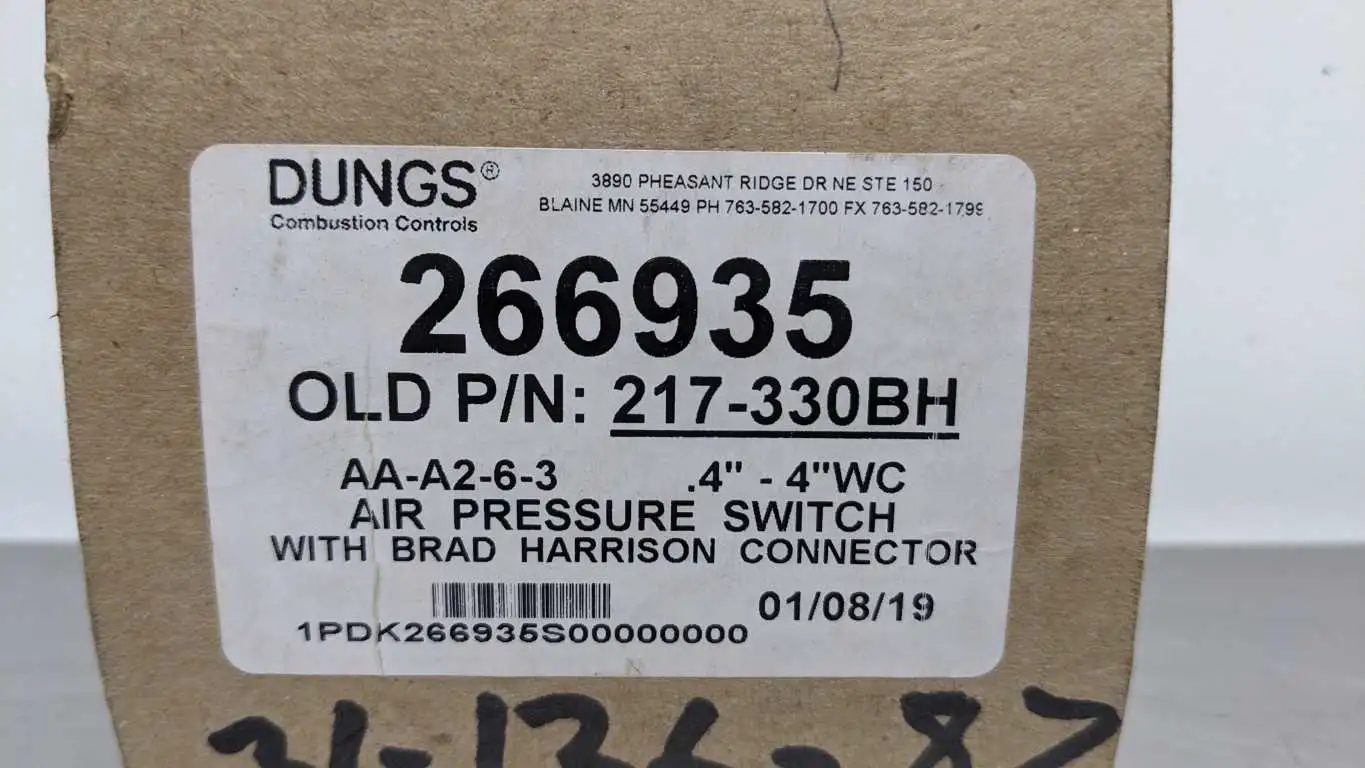 DUNGS®
Combustion Controls
3890 PHEASANT RIDGE DR NE STE 150
BLAINE MN 55449 PH 763-582-1700 FX 763-582-1799
266935
OLD P/N: 217-330BH
AA-A2-6-3 .4" - 4"WC
AIR PRESSURE SWITCH
WITH BRAD HARRISON CONNECTOR
01/08/19
1PDK266935S00000000